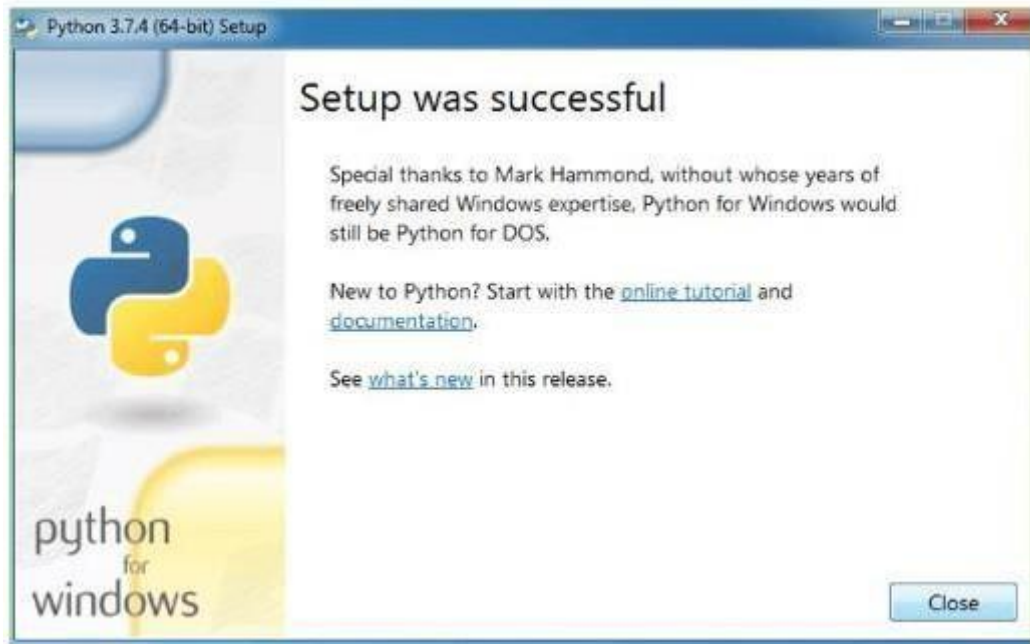 Python 3.7.4 (64-bit) Setup
Setup was successful
Special thanks to Mark Hammond, without whose years of
freely shared Windows expertise, Python for Windows would
still be Python for DOS.
New to Python? Start with the online tutorial and
documentation.
See what's new in this release.
python
for
windows
Close